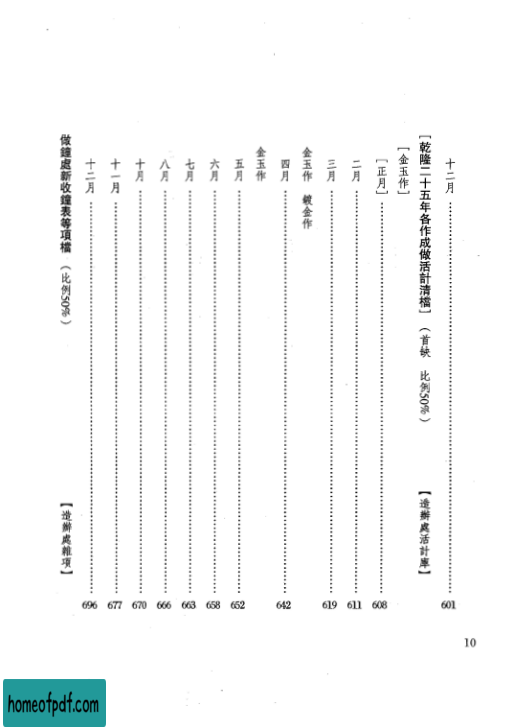 十二月 …… 601
[乾隆二十五年各作成做活計清檔] (首缺 比例50%) 【造辦處活計庫】
[金玉作]
[正月] …… 608
二月 …… 611
三月 …… 619
金玉作 鍍金作
四月 …… 642
金玉作
五月 …… 652
六月 …… 658
七月 …… 663
八月 …… 666
十月 …… 670
十一月 …… 677
十二月 …… 696
做鐘處新收鐘表等項檔 (比例50%) 【造辦處雜項】
10
homeofpdf.com